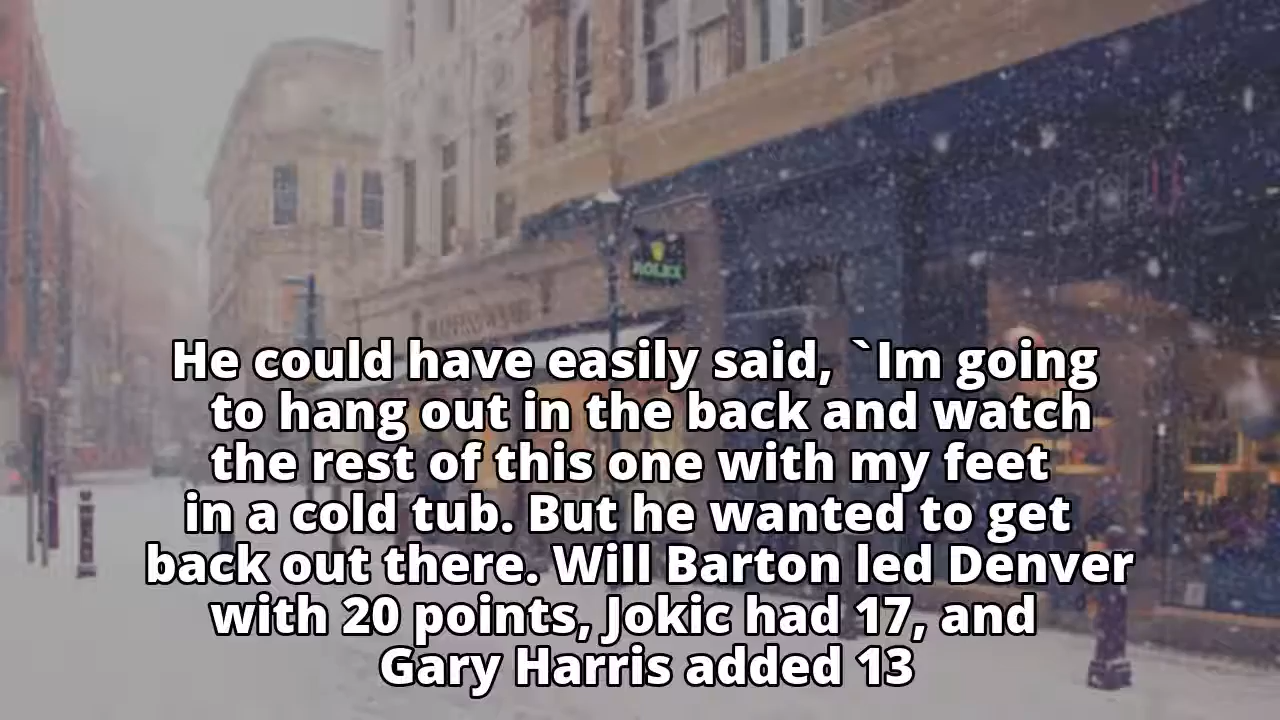 ROLEX
He could have easily said, `Im going
to hang out in the back and watch
the rest of this one with my feet
in a cold tub. But he wanted to get
back out there. Will Barton led Denver
with 20 points, Jokic had 17, and
Gary Harris added 13